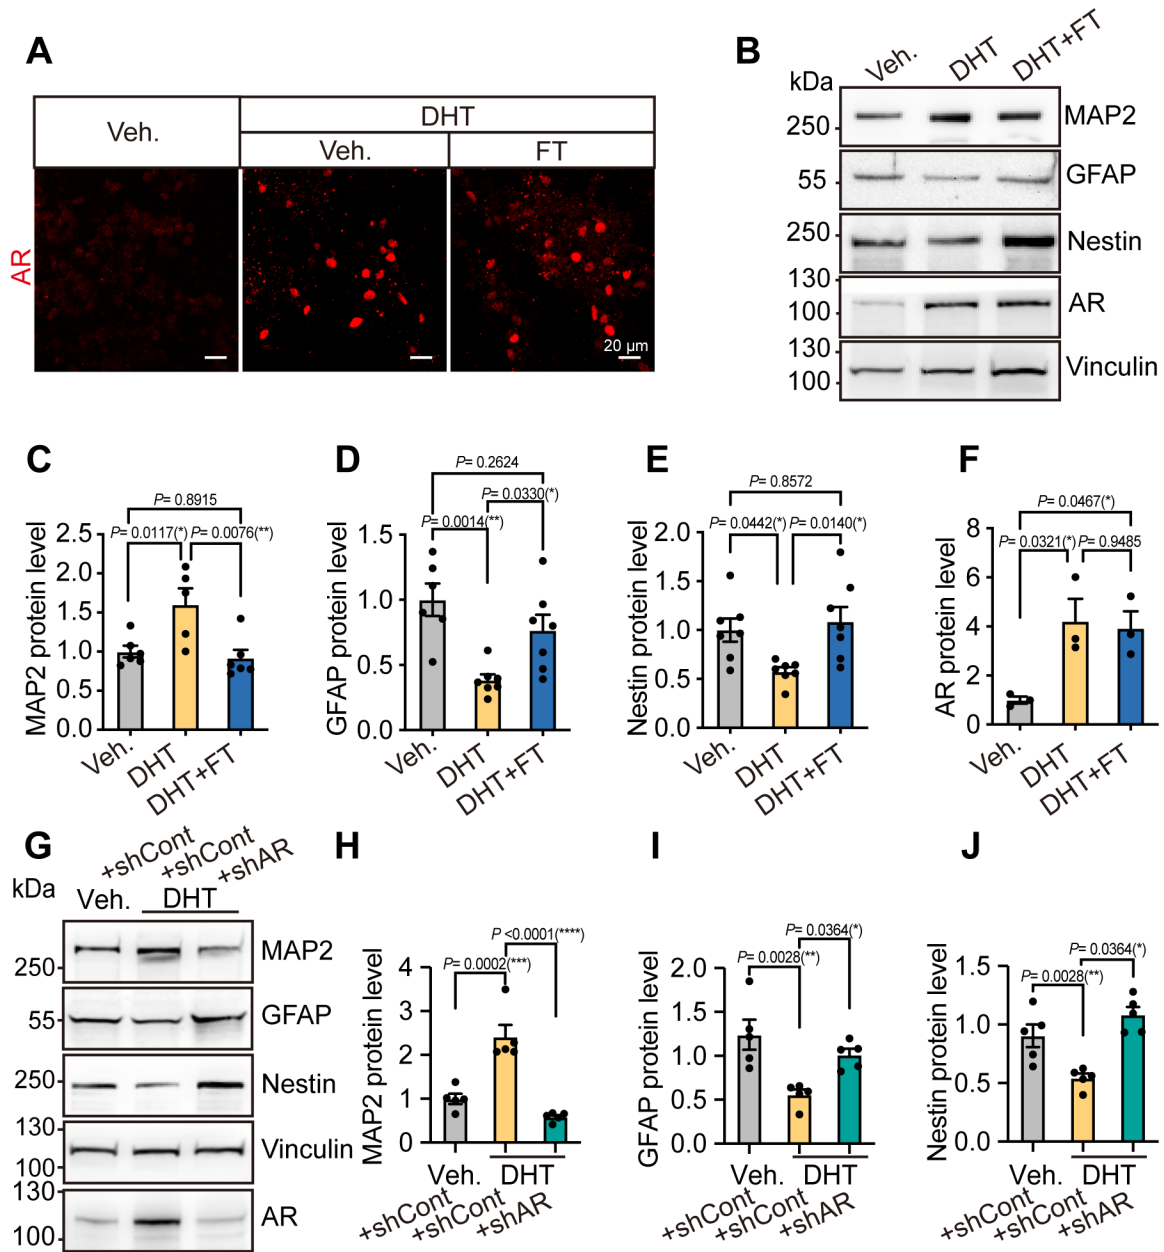 A
Veh.
DHT
Veh.
FT
AR
20 µm
B
kDa
Veh.
DHT
DHT+FT
250
MAP2
55
GFAP
250
Nestin
130
100
AR
130
100
Vinculin
C
P= 0.8915
P= 0.0117(*)
P= 0.0076(**)
MAP2 protein level
2.5
2.0
1.5
1.0
0.5
0.0
Veh.
DHT
DHT+FT
D
P= 0.2624
P= 0.0330(*)
P= 0.0014(**)
GFAP protein level
1.5
1.0
0.5
0.0
Veh.
DHT
DHT+FT
E
P= 0.8572
P= 0.0442(*)
P= 0.0140(*)
Nestin protein level
2.0
1.5
1.0
0.5
0.0
Veh.
DHT
DHT+FT
F
P= 0.0467(*)
P= 0.0321(*)
P= 0.9485
AR protein level
8
6
4
2
0
Veh.
DHT
DHT+FT
G
+shCont
+shCont
+shAR
kDa
Veh.
DHT
250
MAP2
55
GFAP
250
Nestin
130
100
Vinculin
130
100
AR
H
P <0.0001(****)
P= 0.0002(***)
MAP2 protein level
4
3
2
1
0
Veh.
DHT
+shCont
+shCont
+shAR
I
P= 0.0364(*)
P= 0.0028(**)
GFAP protein level
2.0
1.5
1.0
0.5
0.0
Veh.
DHT
+shCont
+shCont
+shAR
J
P= 0.0364(*)
P= 0.0028(**)
Nestin protein level
1.5
1.0
0.5
0.0
Veh.
DHT
+shCont
+shCont
+shAR